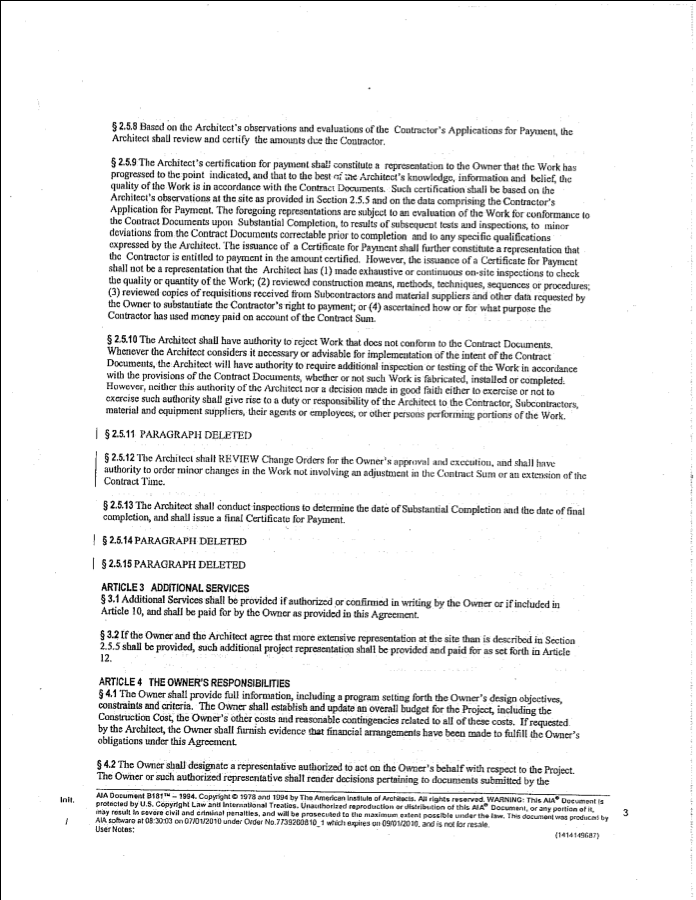 § 2.5.8 Based on the Architect's observations and evaluations of the Contractor's Applications for Payment, the
Architect shall review and certify the amounts due the Contractor.
§ 2.5.9 The Architect's certification for payment shall constitute a representation to the Owner that the Work has
progressed to the point indicated, and that to the best of the Architect's knowledge, information and belief, the
quality of the Work is in accordance with the Contract Documents. Such certification shall be based on the
Architect's observations at the site as provided in Section 2.5.5 and on the data comprising the Contractor's
Application for Payment. The foregoing representations are subject to an evaluation of the Work for conformance to
the Contract Documents upon Substantial Completion, to results of subsequent tests and inspections, to minor
deviations from the Contract Documents correctable prior to completion and to any specific qualifications
expressed by the Architect. The issuance of a Certificate for Payment shall further constitute a representation that
the Contractor is entitled to payment in the amount certified. However, the issuance of a Certificate for Payment
shall not be a representation that the Architect has (1) made exhaustive or continuous on-site inspections to check
the quality or quantity of the Work; (2) reviewed construction means, methods, techniques, sequences or procedures;
(3) reviewed copies of requisitions received from Subcontractors and material suppliers and other data requested by
the Owner to substantiate the Contractor's right to payment; or (4) ascertained how or for what purpose the
Contractor has used money paid on account of the Contract Sum.
§ 2.5.10 The Architect shall have authority to reject Work that does not conform to the Contract Documents.
Whenever the Architect considers it necessary or advisable for implementation of the intent of the Contract
Documents, the Architect will have authority to require additional inspection or testing of the Work in accordance
with the provisions of the Contract Documents, whether or not such Work is fabricated, installed or completed.
However, neither this authority of the Architect nor a decision made in good faith either to exercise or not to
exercise such authority shall give rise to a duty or responsibility of the Architect to the Contractor, Subcontractors,
material and equipment suppliers, their agents or employees, or other persons performing portions of the Work.
§ 2.5.11 PARAGRAPH DELETED
§ 2.5.12 The Architect shall REVIEW Change Orders for the Owner's approval and execution, and shall have
authority to order minor changes in the Work not involving an adjustment in the Contract Sum or an extension of the
Contract Time.
§ 2.5.13 The Architect shall conduct inspections to determine the date of Substantial Completion and the date of final
completion, and shall issue a final Certificate for Payment.
§ 2.5.14 PARAGRAPH DELETED
§ 2.5.15 PARAGRAPH DELETED
ARTICLE 3 ADDITIONAL SERVICES
§ 3.1 Additional Services shall be provided if authorized or confirmed in writing by the Owner or if included in
Article 10, and shall be paid for by the Owner as provided in this Agreement.
§ 3.2 If the Owner and the Architect agree that more extensive representation at the site than is described in Section
2.5.5 shall be provided, such additional project representation shall be provided and paid for as set forth in Article
12.
ARTICLE 4 THE OWNER'S RESPONSIBILITIES
§ 4.1 The Owner shall provide full information, including a program setting forth the Owner's design objectives,
constraints and criteria. The Owner shall establish and update an overall budget for the Project, including the
Construction Cost, the Owner's other costs and reasonable contingencies related to all of these costs. If requested
by the Architect, the Owner shall furnish evidence that financial arrangements have been made to fulfill the Owner's
obligations under this Agreement.
§ 4.2 The Owner shall designate a representative authorized to act on the Owner's behalf with respect to the Project.
The Owner or such authorized representative shall render decisions pertaining to documents submitted by the
AIA Document B181™ – 1994. Copyright © 1978 and 1994 by The American Institute of Architects. All rights reserved. WARNING: This AIA® Document is
protected by U.S. Copyright Law and International Treaties. Unauthorized reproduction or distribution of this AIA® Document, or any portion of it,
may result in severe civil and criminal penalties, and will be prosecuted to the maximum extent possible under the law. This document was produced by
AIA software at 08:30:03 on 07/01/2010 under Order No.7739260810_1 which expires on 09/01/2010, and is not for resale.
User Notes:
(1414149687)
Init.
/
3